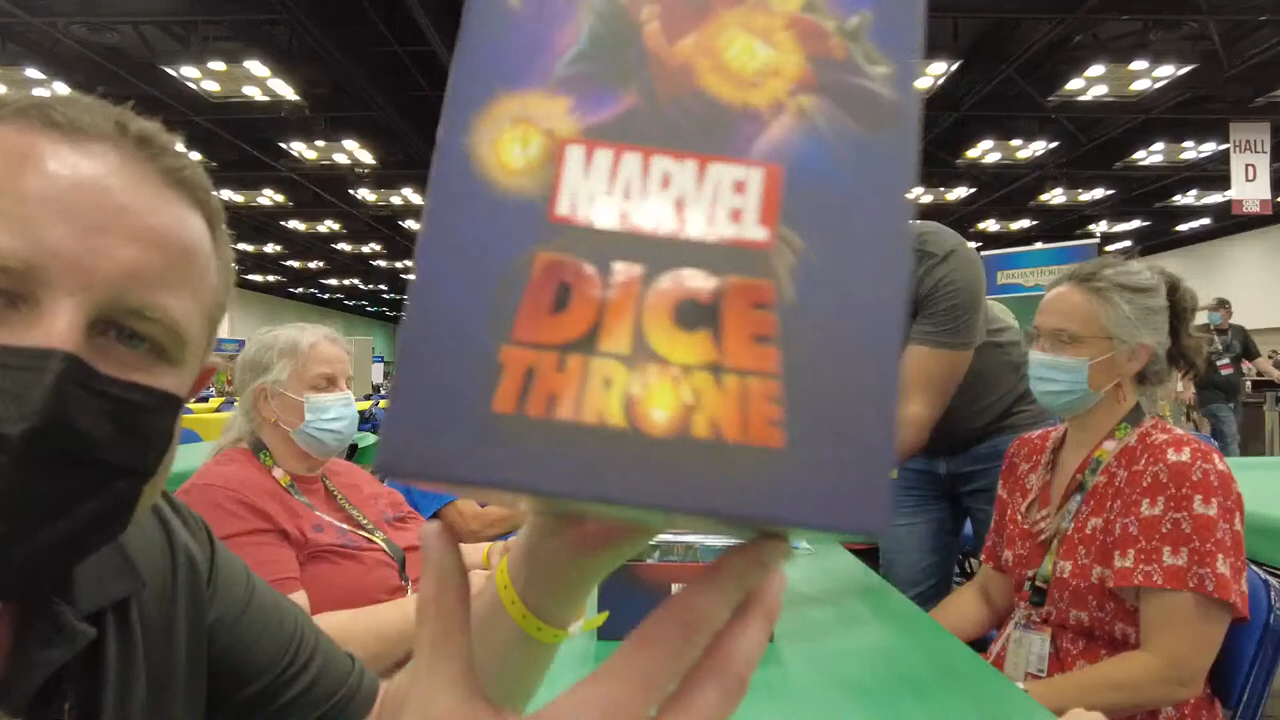 MARVEL
DICE
THRONE
HALL
D
GEN
CON
ARKHAM HORROR